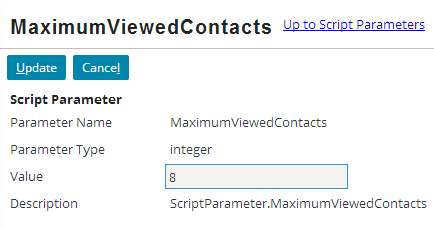 MaximumViewedContacts Up to Script Parameters
Update Cancel
Script Parameter
Parameter Name MaximumViewedContacts
Parameter Type integer
Value 8
Description ScriptParameter.MaximumViewedContacts